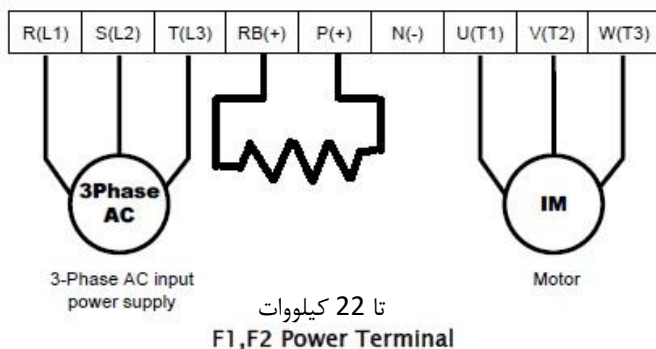 R(L1) S(L2) T(L3) RB(+) P(+) N(-) U(T1) V(T2) W(T3)
3Phase
AC
IM
3-Phase AC input
power supply
Motor
تا 22 کیلووات
F1,F2 Power Terminal